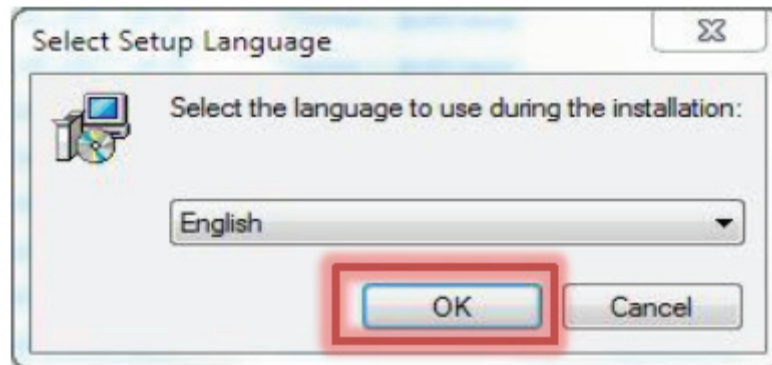 Select Setup Language
Select the language to use during the installation:
English
OK
Cancel